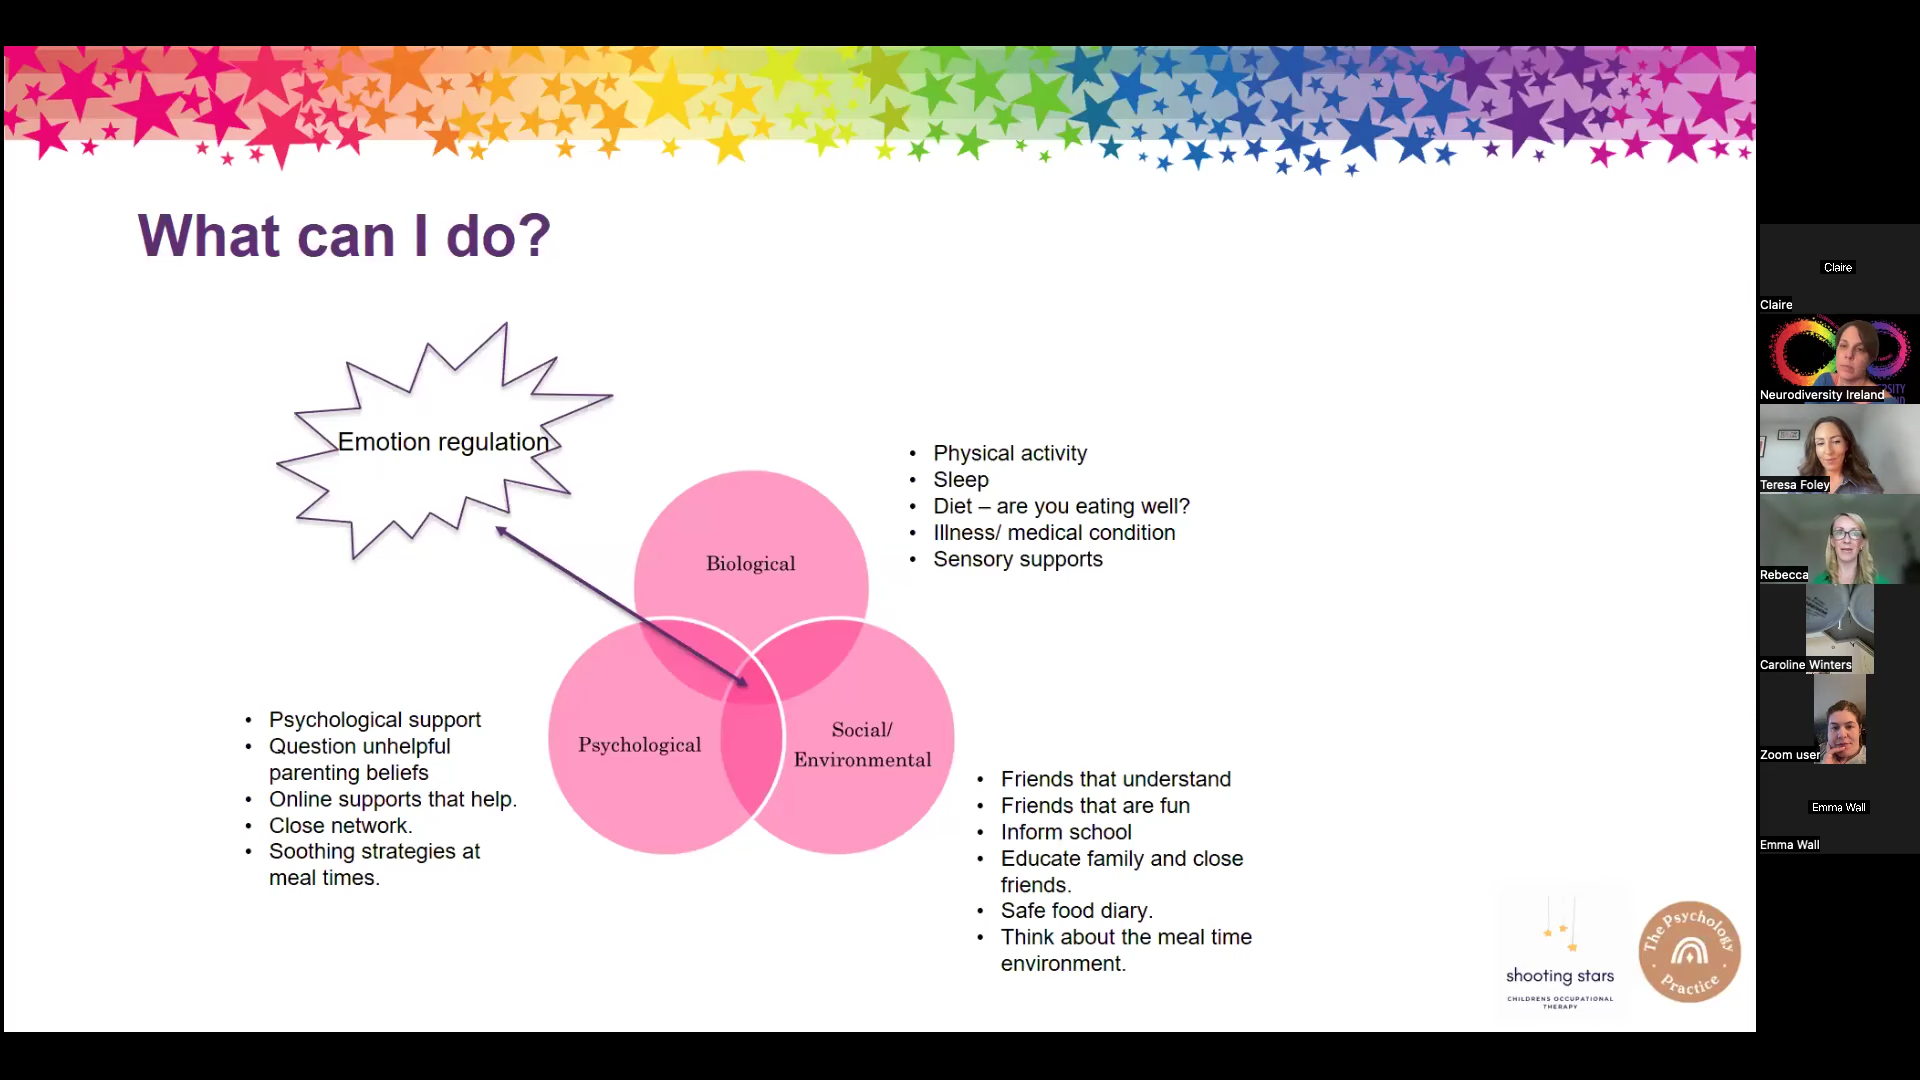 What can I do?
Emotion regulation
• Physical activity
• Sleep
• Diet – are you eating well?
• Illness/ medical condition
• Sensory supports
Biological
Psychological
Social/
Environmental
• Psychological support
• Question unhelpful
parenting beliefs
• Online supports that help.
• Close network.
• Soothing strategies at
meal times.
• Friends that understand
• Friends that are fun
• Inform school
• Educate family and close
friends.
• Safe food diary.
• Think about the meal time
environment.
shooting stars
CHILDRENS OCCUPATIONAL
THERAPY
The Psychology
Practice
Claire
Claire
Neurodiversity Ireland
Teresa Foley
Rebecca
Caroline Winters
Zoom user
Emma Wall
Emma Wall